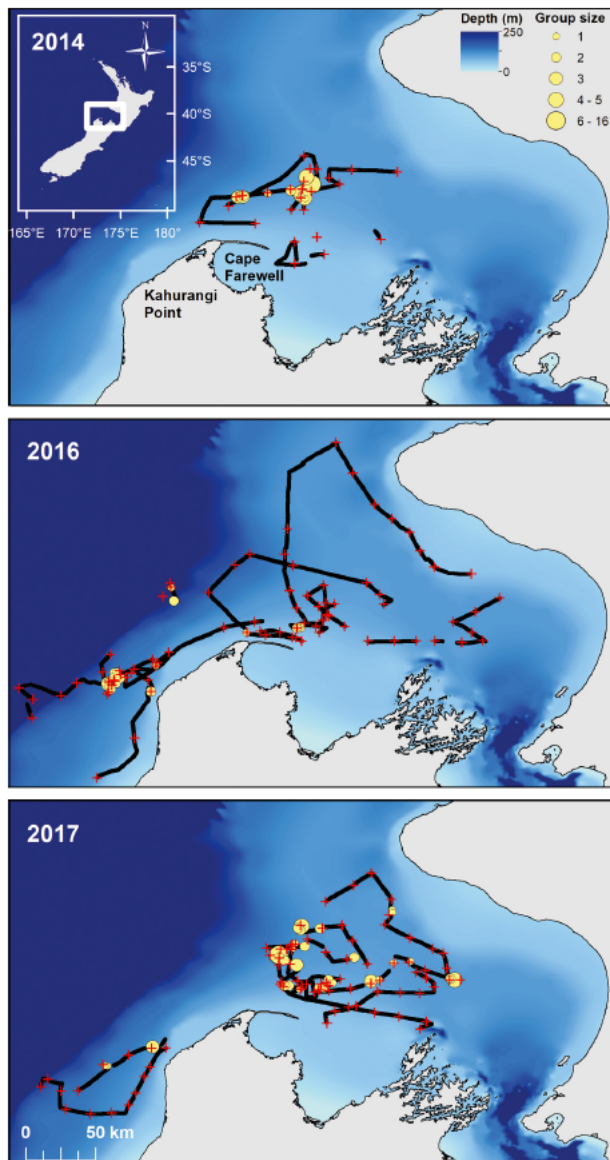 2014
N
35°S
40°S
45°S
165°E 170°E 175°E 180°
Depth (m)
250
0
Group size
1
2
3
4 - 5
6 - 16
Cape
Farewell
Kahurangi
Point
2016
2017
0 50 km